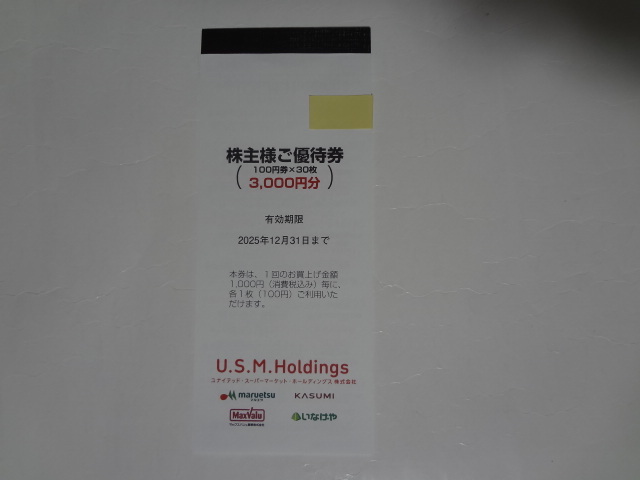 株主様ご優待券
(100円券×30枚
3,000円分)
有効期限
2025年12月31日まで
本券は、1回のお買上げ金額
1,000円(消費税込み)毎に、
各1枚(100円)ご利用いた
だけます。
U.S.M.Holdings
ユナイテッド・スーパーマーケット・ホールディングス 株式会社
maruetsu KASUMI
MaxValu いなげや